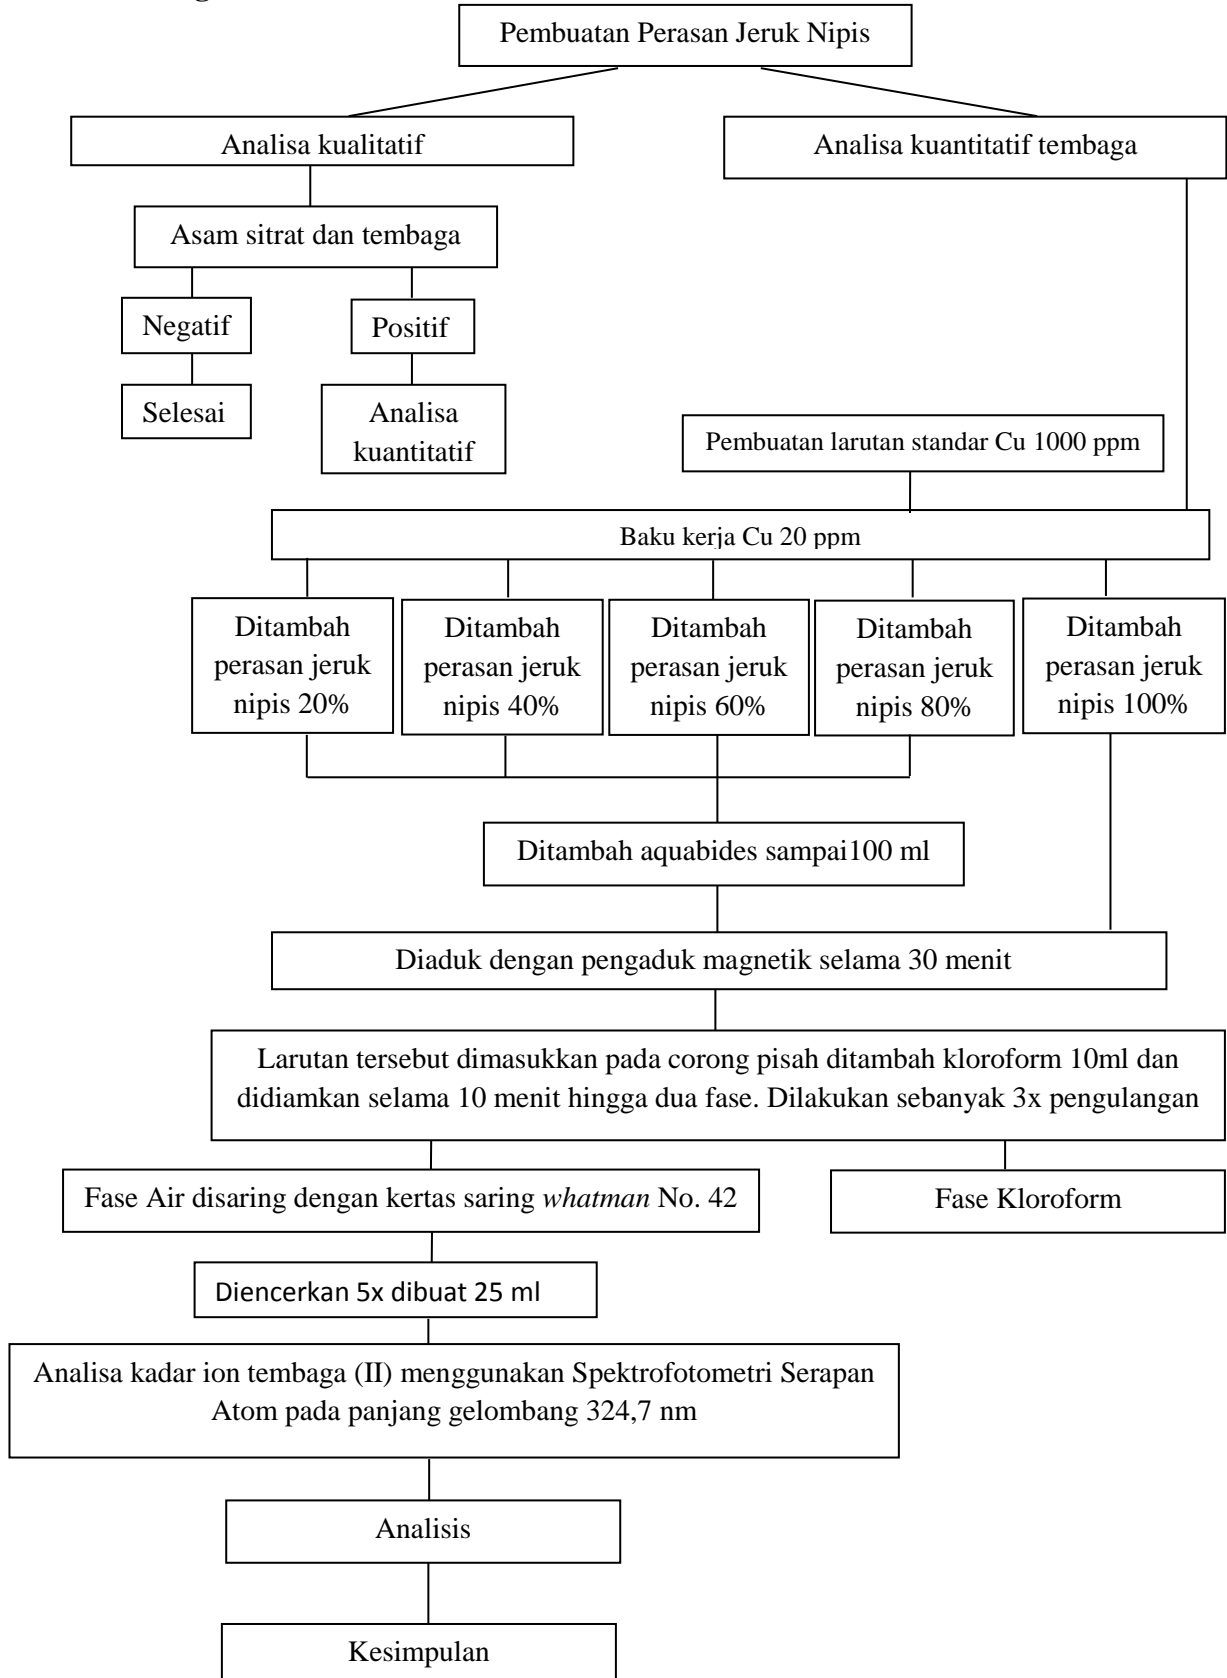 Pembuatan Perasan Jeruk Nipis
Analisa kualitatif
Analisa kuantitatif tembaga
Asam sitrat dan tembaga
Negatif
Positif
Selesai
Analisa
kuantitatif
Pembuatan larutan standar Cu 1000 ppm
Baku kerja Cu 20 ppm
Ditambah
perasan jeruk
nipis 20%
Ditambah
perasan jeruk
nipis 40%
Ditambah
perasan jeruk
nipis 60%
Ditambah
perasan jeruk
nipis 80%
Ditambah
perasan jeruk
nipis 100%
Ditambah aquabides sampai100 ml
Diaduk dengan pengaduk magnetik selama 30 menit
Larutan tersebut dimasukkan pada corong pisah ditambah kloroform 10ml dan
didiamkan selama 10 menit hingga dua fase. Dilakukan sebanyak 3x pengulangan
Fase Air disaring dengan kertas saring whatman No. 42
Fase Kloroform
Diencerkan 5x dibuat 25 ml
Analisa kadar ion tembaga (II) menggunakan Spektrofotometri Serapan
Atom pada panjang gelombang 324,7 nm
Analisis
Kesimpulan